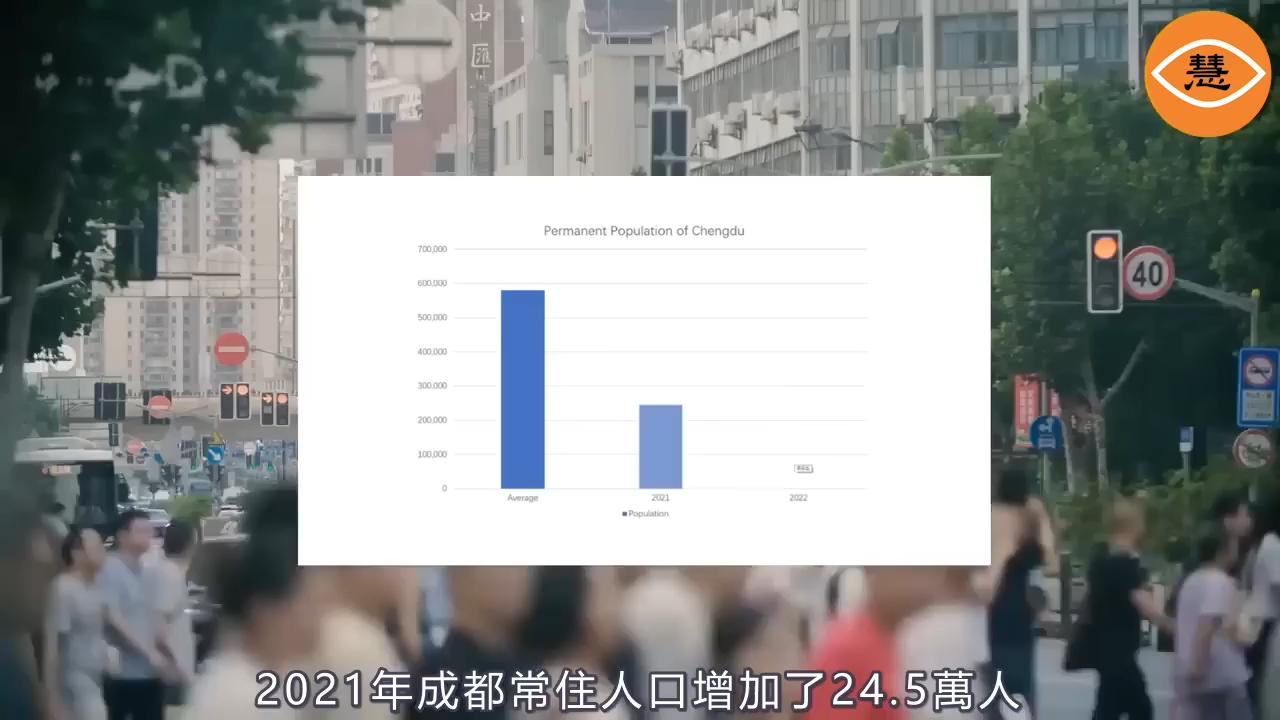 中
匯
慧
40
Permanent Population of Chengdu
700,000
600,000
500,000
400,000
300,000
200,000
100,000
0
Average
2021
2022
Population
2021年成都常住人口增加了24.5萬人